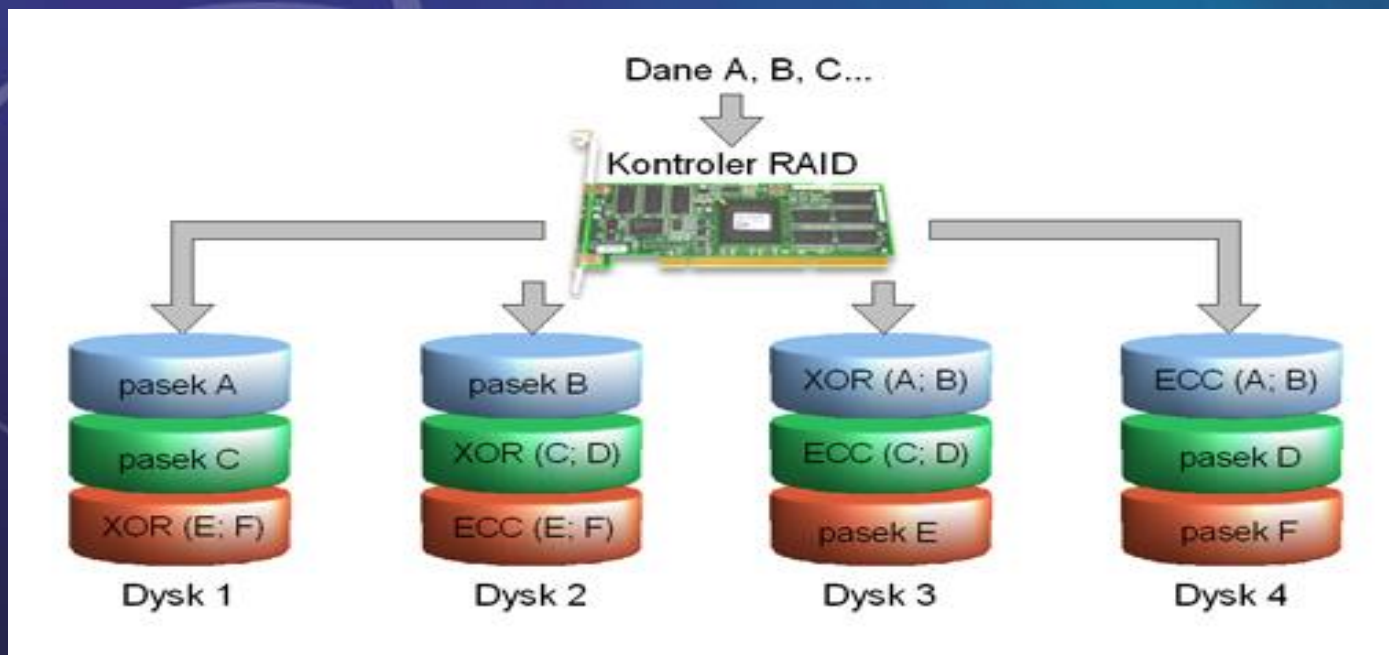 Dane A, B, C...
Kontroler RAID
pasek A
pasek B
XOR (A; B)
ECC (A; B)
pasek C
XOR (C; D)
ECC (C; D)
pasek D
XOR (E; F)
ECC (E; F)
pasek E
pasek F
Dysk 1
Dysk 2
Dysk 3
Dysk 4